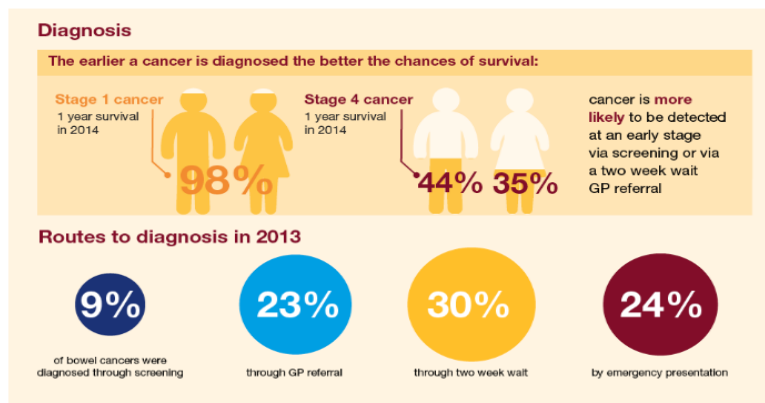 Diagnosis
The earlier a cancer is diagnosed the better the chances of survival:
Stage 1 cancer
1 year survival
in 2014
98%
Stage 4 cancer
1 year survival
in 2014
44% 35%
cancer is more
likely to be detected
at an early stage
via screening or via
a two week wait
GP referral
Routes to diagnosis in 2013
9%
of bowel cancers were
diagnosed through screening
23%
through GP referral
30%
through two week wait
24%
by emergency presentation